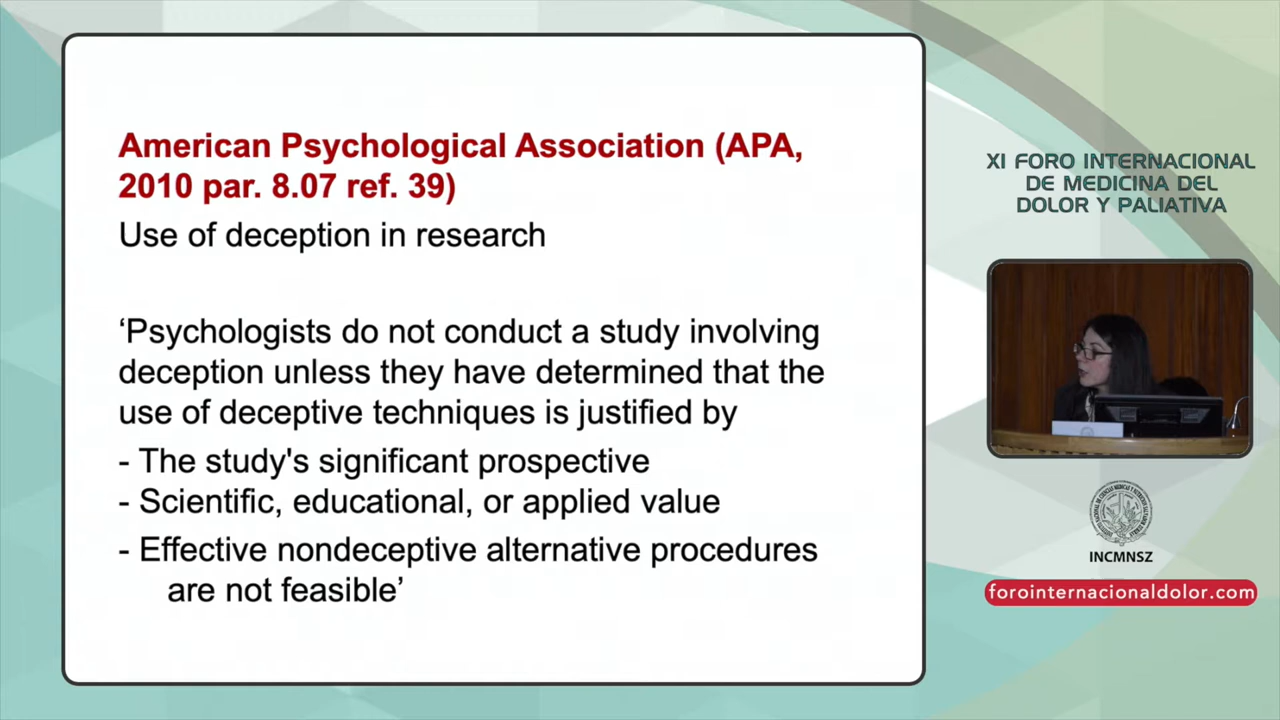 American Psychological Association (APA,
2010 par. 8.07 ref. 39)
Use of deception in research
‘Psychologists do not conduct a study involving
deception unless they have determined that the
use of deceptive techniques is justified by
- The study's significant prospective
- Scientific, educational, or applied value
- Effective nondeceptive alternative procedures
are not feasible’
XI FORO INTERNACIONAL
DE MEDICINA DEL
DOLOR Y PALIATIVA
INCMNSZ
forointernacionaldolor.com